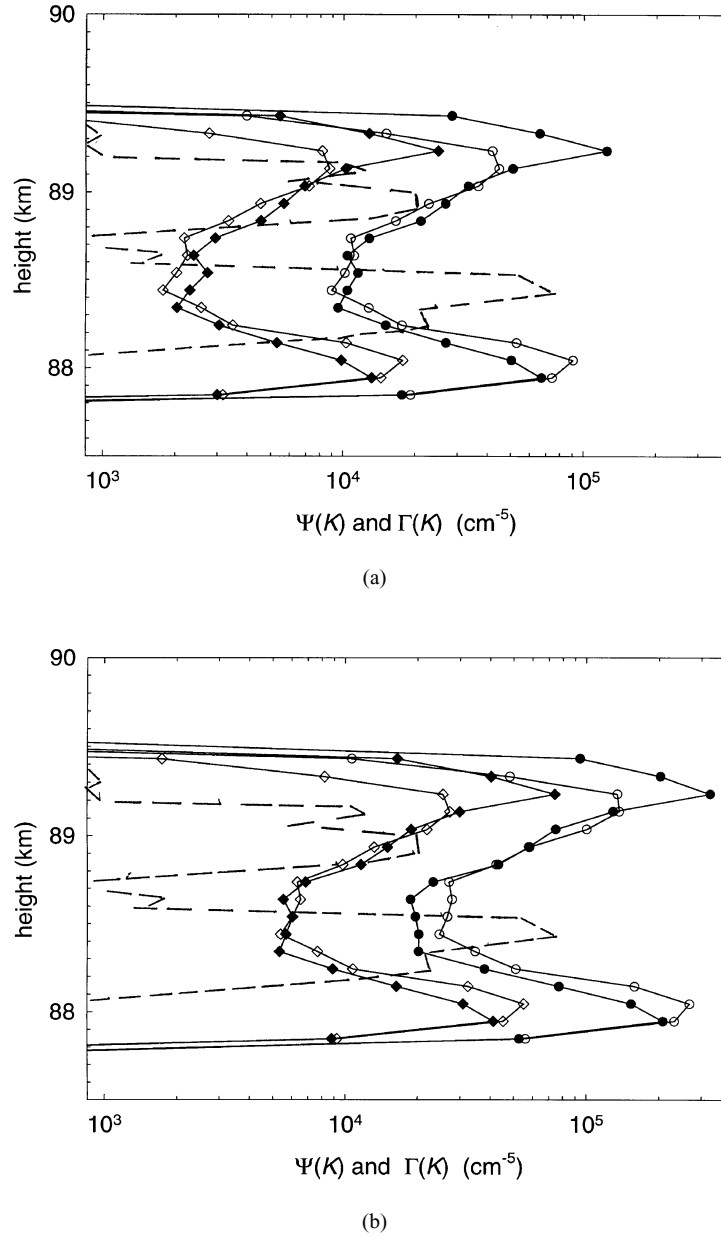 90
89
88
height (km)
10³
10⁴
10⁵
Ψ(K) and Γ(K) (cm⁻⁵)
(a)
90
89
88
height (km)
10³
10⁴
10⁵
Ψ(K) and Γ(K) (cm⁻⁵)
(b)